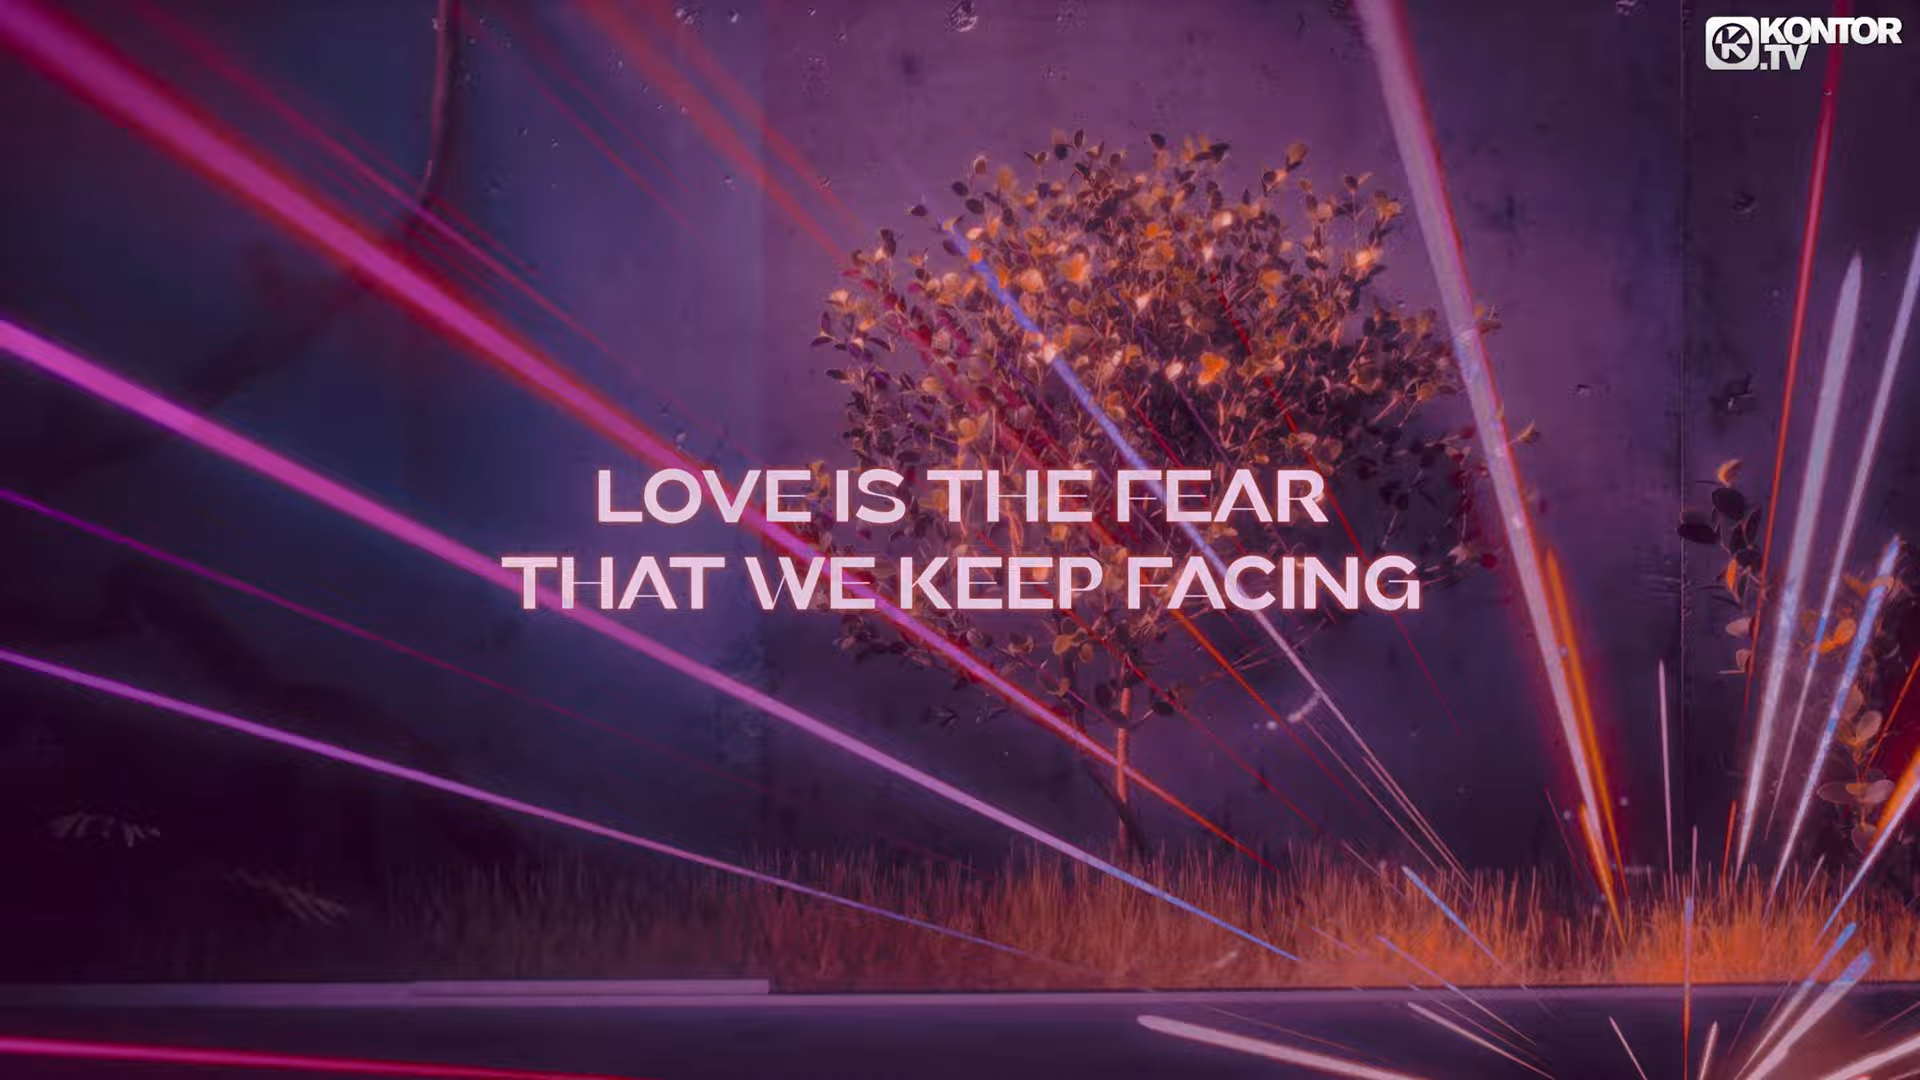 KONTOR
.TV
LOVE IS THE FEAR
THAT WE KEEP FACING